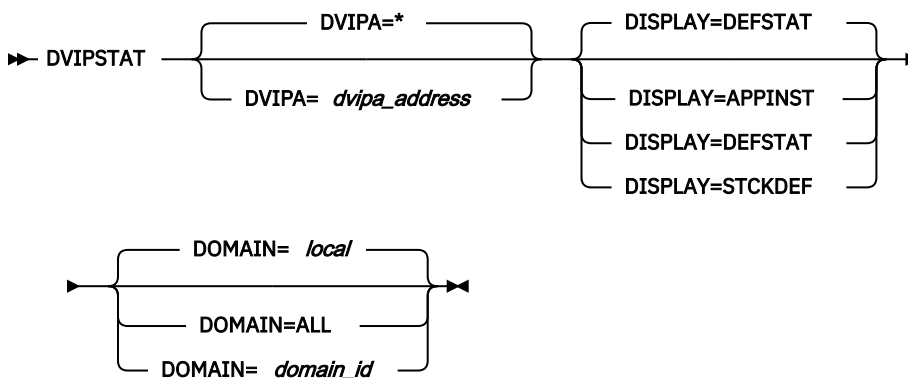 DVIPA=*
DISPLAY=DEFSTAT
DVIPSTAT
DVIPA= dvipa_address
DISPLAY=APPINST
DISPLAY=DEFSTAT
DISPLAY=STCKDEF
DOMAIN= local
DOMAIN=ALL
DOMAIN= domain_id